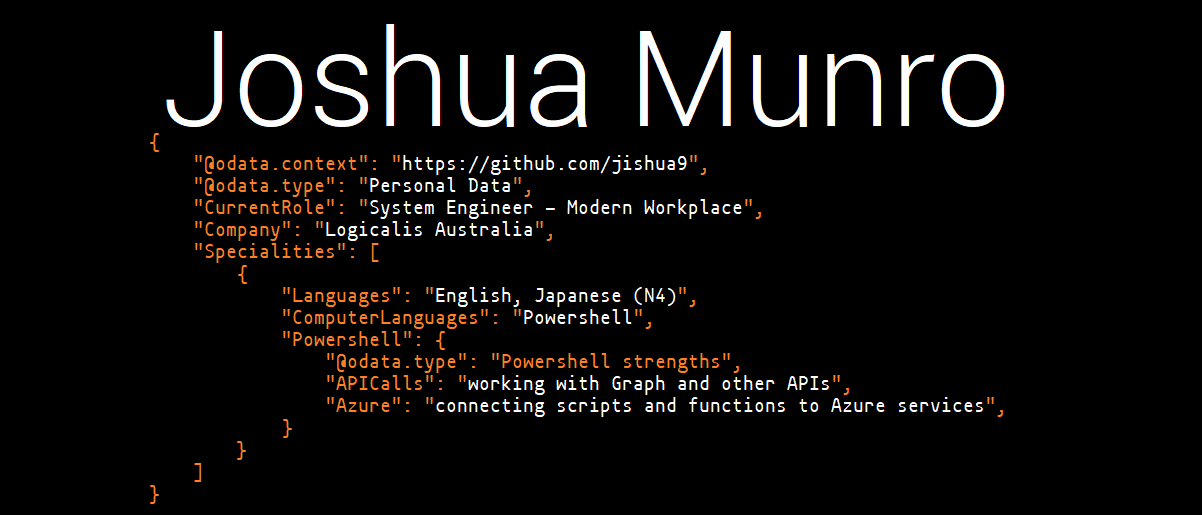 Joshua Munro
{
    "@odata.context": "https://github.com/jishua9",
    "@odata.type": "Personal Data",
    "CurrentRole": "System Engineer – Modern Workplace",
    "Company": "Logicalis Australia",
    "Specialities": [
        {
            "Languages": "English, Japanese (N4)",
            "ComputerLanguages": "Powershell",
            "Powershell": {
                "@odata.type": "Powershell strengths",
                "APICalls": "working with Graph and other APIs",
                "Azure": "connecting scripts and functions to Azure services",
            }
        }
    ]
}